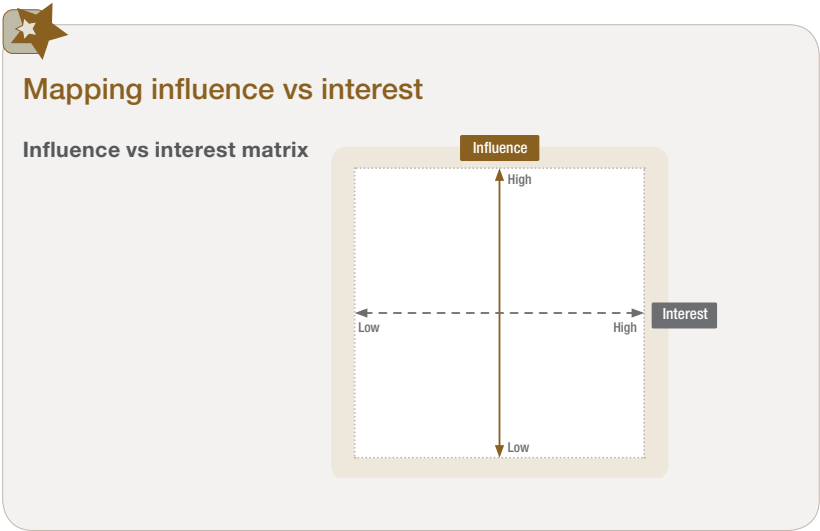 Mapping influence vs interest
Influence vs interest matrix
Influence
High
Interest
Low
High
Low